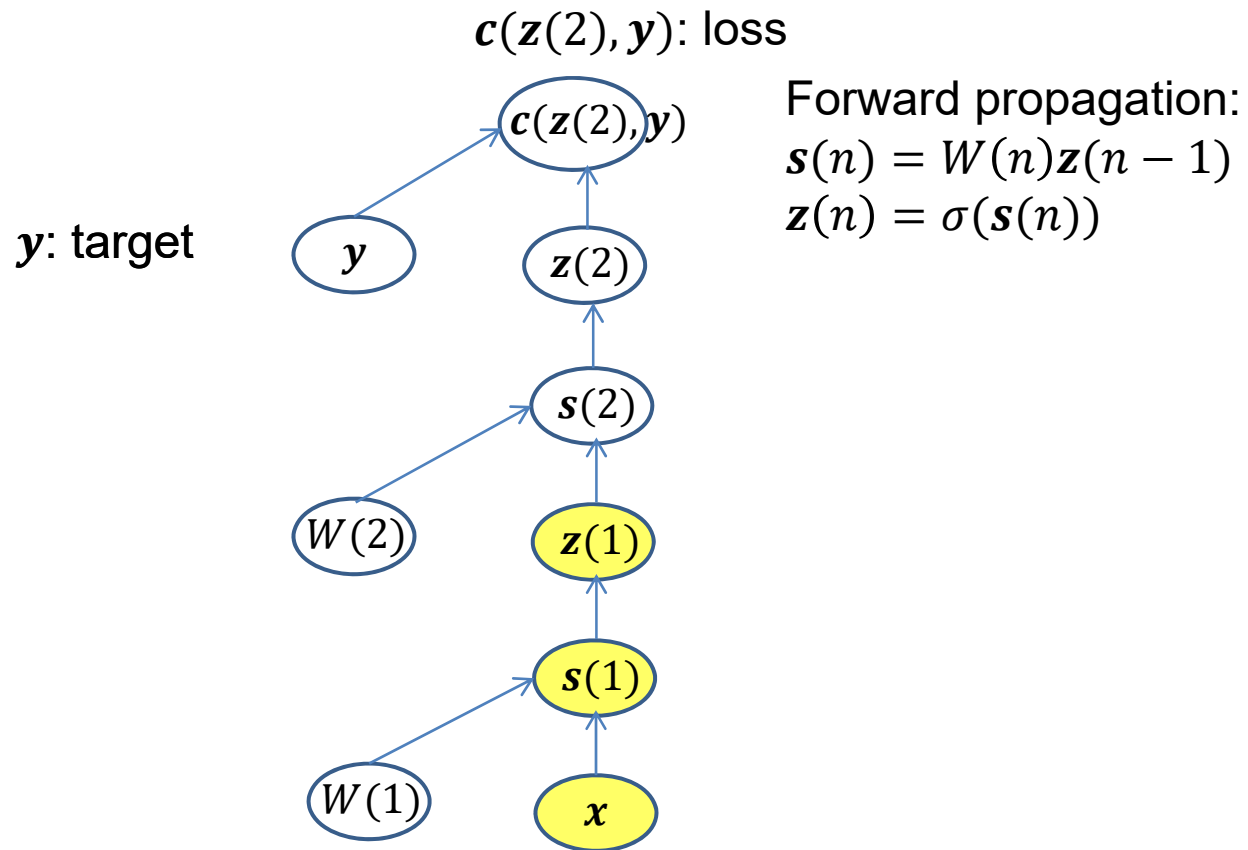 𝒄(𝒛(2), 𝒚): loss
𝒄(𝒛(2), 𝒚)
Forward propagation:
𝒔(𝑛) = 𝑊(𝑛)𝒛(𝑛 − 1)
𝒛(𝑛) = 𝜎(𝒔(𝑛))
𝒚: target
𝒚
𝒛(2)
𝒔(2)
𝑊(2)
𝒛(1)
𝒔(1)
𝑊(1)
𝒙